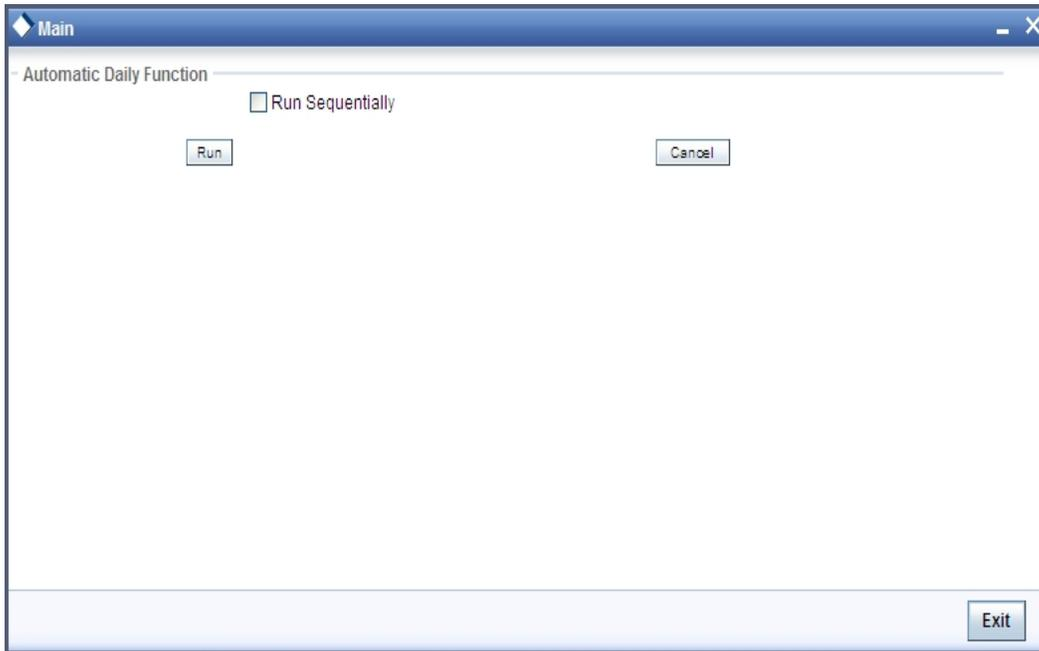 Main
Automatic Daily Function
Run Sequentially
Run Cancel
Exit